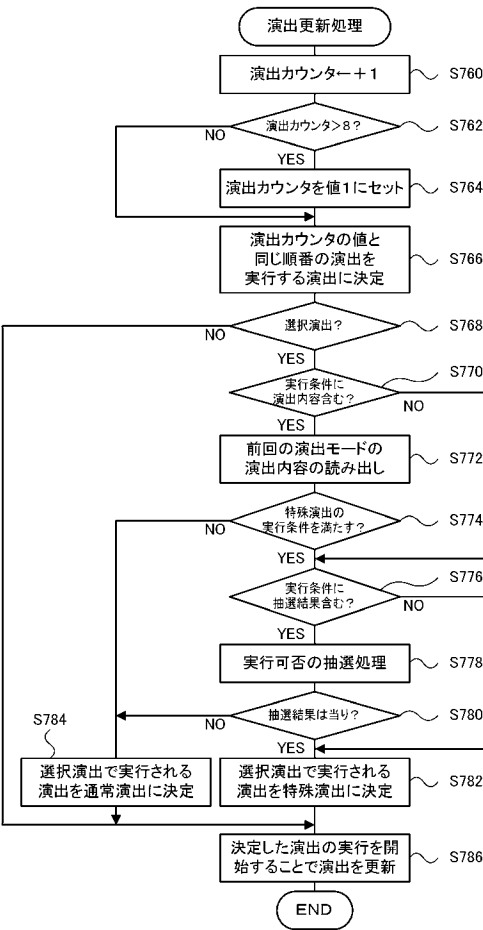 演出更新処理
演出カウンタ←+1
S760
演出カウンタ>8?
S762
NO
YES
演出カウンタを値1にセット
S764
演出カウンタの値と
同じ順番の演出を
実行する演出に決定
S766
選択演出?
S768
NO
YES
実行条件に
演出内容含む?
S770
NO
YES
前回の演出モードの
演出内容の読み出し
S772
特殊演出の
実行条件を満たす?
S774
NO
YES
実行条件に
抽選結果含む?
S776
NO
YES
実行可否の抽選処理
S778
抽選結果は当り?
S780
NO
YES
S784
選択演出で実行される
演出を通常演出に決定
選択演出で実行される
演出を特殊演出に決定
S782
決定した演出の実行を開
始することで演出を更新
S786
END